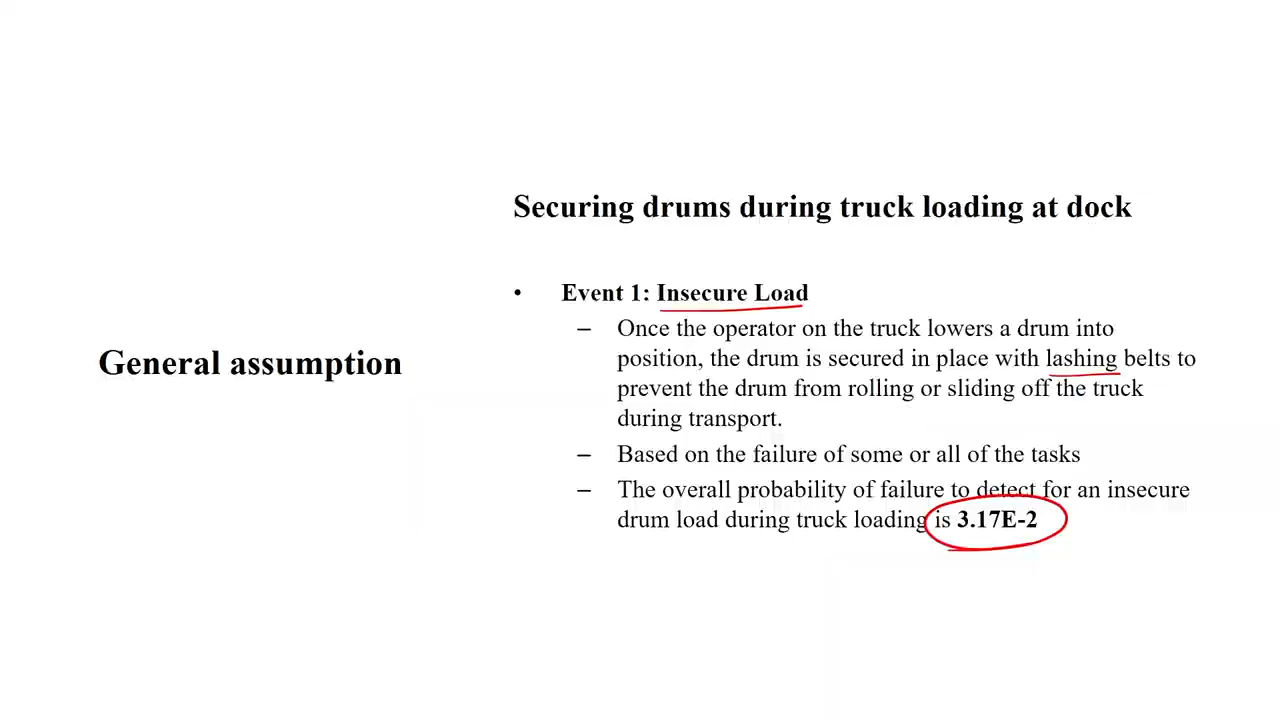 Securing drums during truck loading at dock
General assumption
• Event 1: Insecure Load
– Once the operator on the truck lowers a drum into
position, the drum is secured in place with lashing belts to
prevent the drum from rolling or sliding off the truck
during transport.
– Based on the failure of some or all of the tasks
– The overall probability of failure to detect for an insecure
drum load during truck loading is 3.17E-2